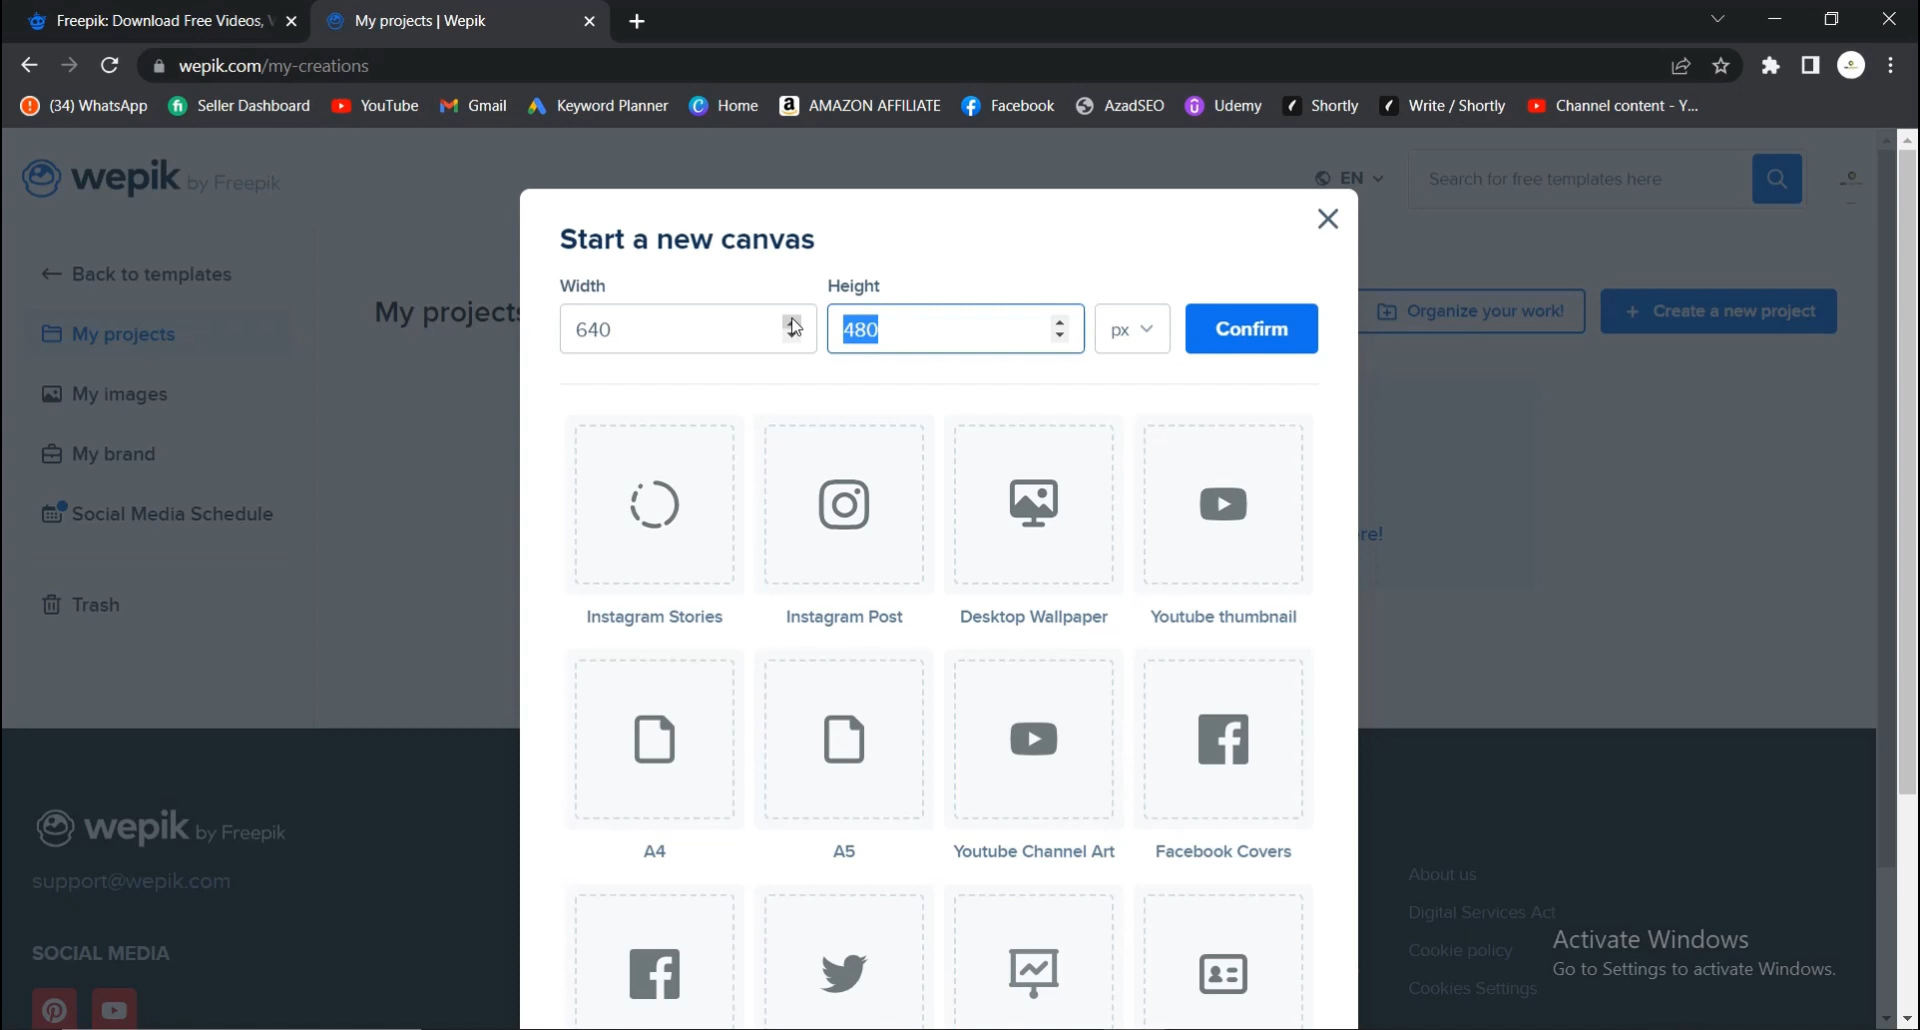 Freepik: Download Free Videos, V
My projects | Wepik
wepik.com/my-creations
(34) WhatsApp
Seller Dashboard
YouTube
Gmail
Keyword Planner
Home
AMAZON AFFILIATE
Facebook
AzadSEO
Udemy
Shortly
Write / Shortly
Channel content - Y...
wepik by Freepik
EN
Search for free templates here
Back to templates
My projects
My images
My brand
Social Media Schedule
Trash
My projects
Organize your work!
+ Create a new project
re!
Start a new canvas
Width
Height
640
480
px
Confirm
Instagram Stories
Instagram Post
Desktop Wallpaper
Youtube thumbnail
A4
A5
Youtube Channel Art
Facebook Covers
wepik by Freepik
support@wepik.com
SOCIAL MEDIA
About us
Digital Services Act
Cookie policy
Cookies Settings
Activate Windows
Go to Settings to activate Windows.